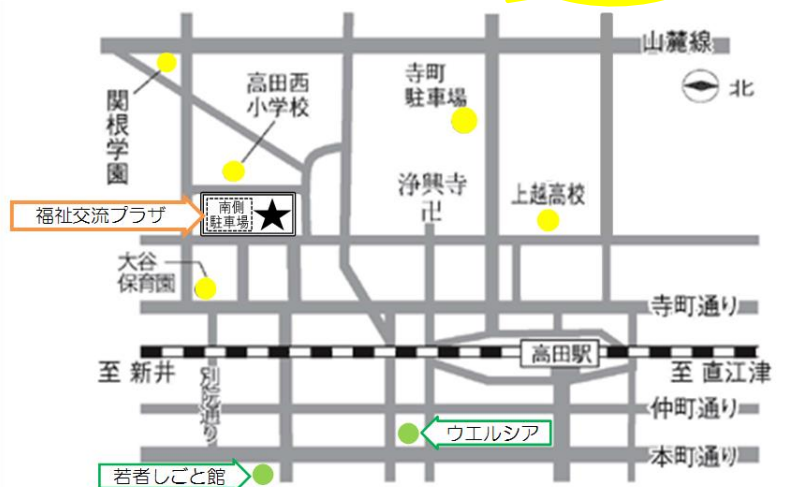 山麓線
北
寺町
駐車場
高田西
小学校
関根学園
浄興寺
卍
上越高校
福祉交流プラザ
南側
駐車場
大谷
保育園
寺町通り
高田駅
至 新井
至 直江津
別院通り
仲町通り
ウエルシア
本町通り
若者しごと館